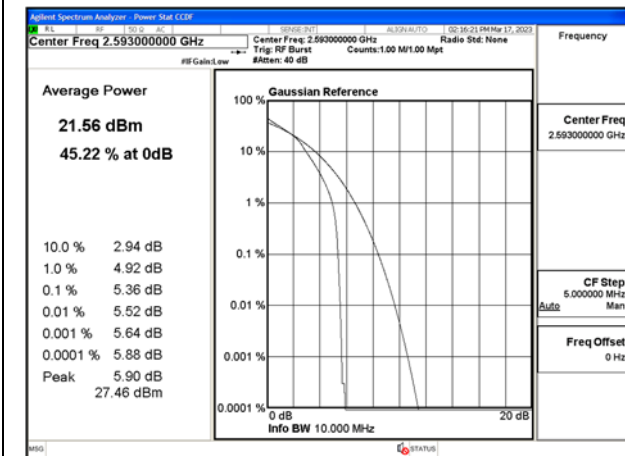 Agilent Spectrum Analyzer - Power Stat CCDF
RL RF 50 Ω AC SENSE:INT ALIGN AUTO 02:16:21 PM Mar 17, 2023
Center Freq 2.593000000 GHz
Center Freq: 2.593000000 GHz Radio Std: None
Trig: RF Burst Counts:1.00 M/1.00 Mpt
#IFGain:Low #Atten: 40 dB
Frequency
Average Power
21.56 dBm
45.22 % at 0dB
10.0 % 2.94 dB
1.0 % 4.92 dB
0.1 % 5.36 dB
0.01 % 5.52 dB
0.001 % 5.64 dB
0.0001 % 5.88 dB
Peak 5.90 dB
27.46 dBm
Gaussian Reference
100 %
10 %
1 %
0.1 %
0.01 %
0.001 %
0.0001 %
0 dB 20 dB
Info BW 10.000 MHz
Center Freq
2.593000000 GHz
CF Step
5.000000 MHz
Auto Man
Freq Offset
0 Hz
MSG STATUS